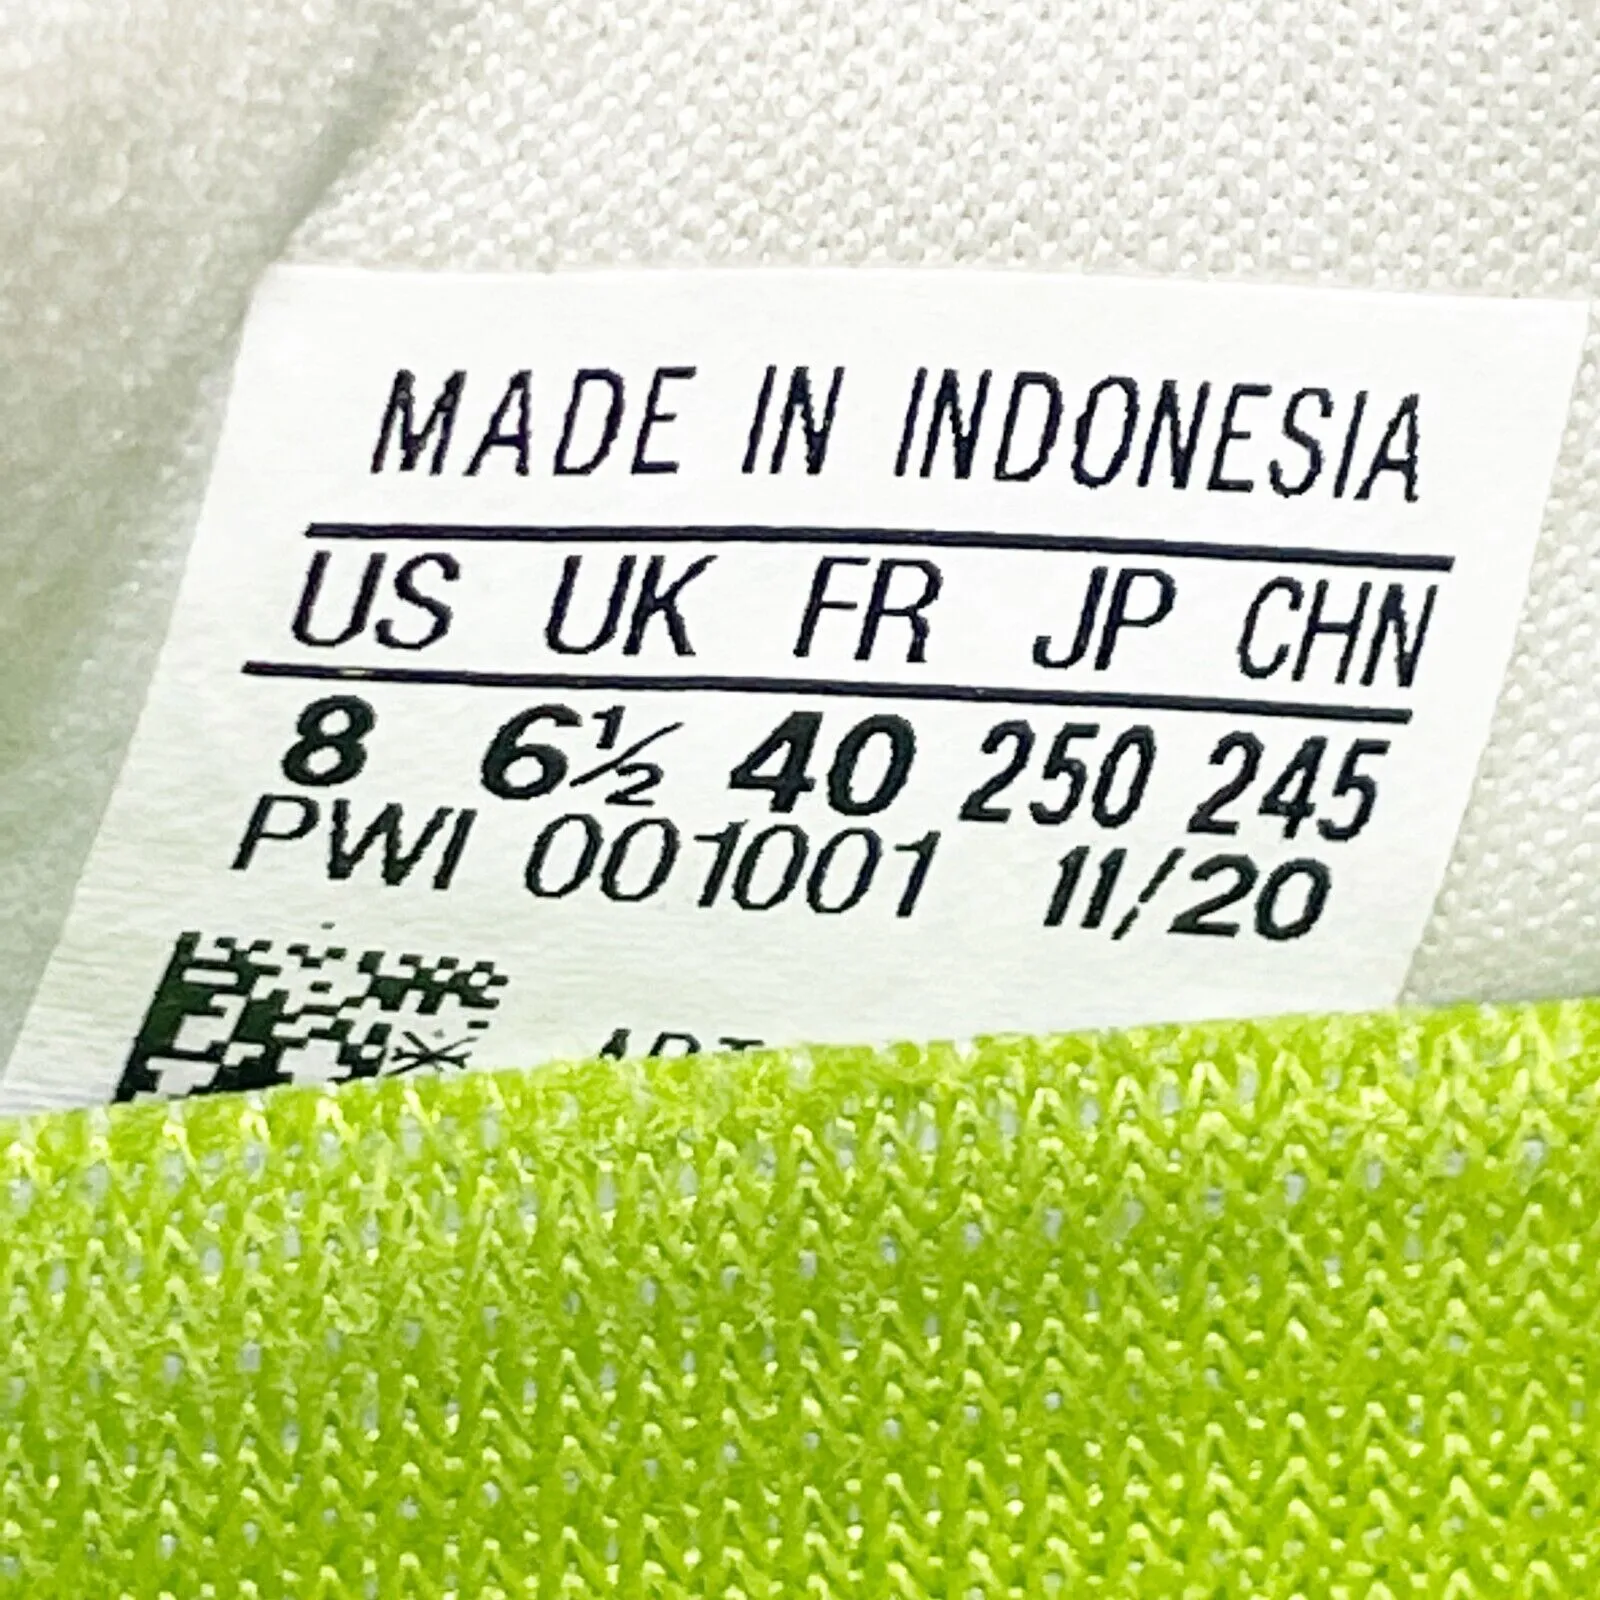 MADE IN INDONESIA
US UK FR JP CHN
8 6½ 40 250 245
PWI 001001 11/20